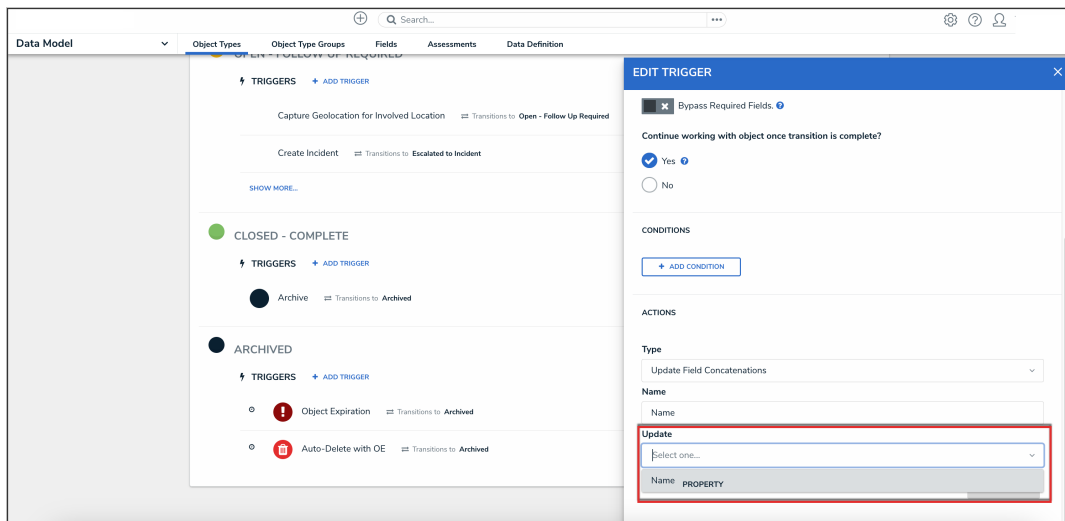 Search...
Data Model
Object Types Object Type Groups Fields Assessments Data Definition
OPEN - FOLLOW UP REQUIRED
TRIGGERS + ADD TRIGGER
Capture Geolocation for Involved Location Transitions to Open - Follow Up Required
Create Incident Transitions to Escalated to Incident
SHOW MORE...
CLOSED - COMPLETE
TRIGGERS + ADD TRIGGER
Archive Transitions to Archived
ARCHIVED
TRIGGERS + ADD TRIGGER
Object Expiration Transitions to Archived
Auto-Delete with OE Transitions to Archived
EDIT TRIGGER
Bypass Required Fields.
Continue working with object once transition is complete?
Yes
No
CONDITIONS
+ ADD CONDITION
ACTIONS
Type
Update Field Concatenations
Name
Name
Update
Select one...
Name PROPERTY